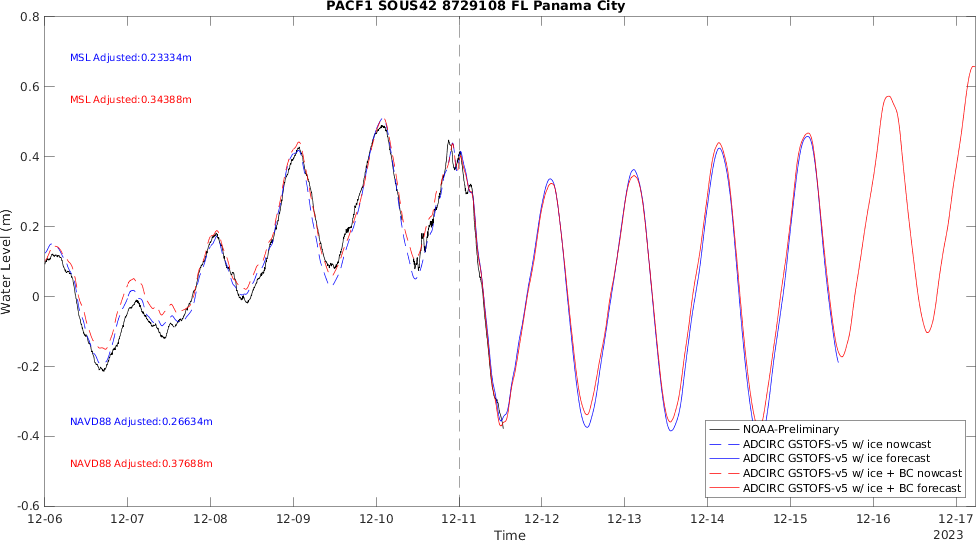 PACF1 SOUS42 8729108 FL Panama City
0.8
0.6
0.4
0.2
0
-0.2
-0.4
-0.6
Water Level (m)
MSL Adjusted:0.23334m
MSL Adjusted:0.34388m
NAVD88 Adjusted:0.26634m
NAVD88 Adjusted:0.37688m
NOAA-Preliminary
ADCIRC GSTOFS-v5 w/ ice nowcast
ADCIRC GSTOFS-v5 w/ ice forecast
ADCIRC GSTOFS-v5 w/ ice + BC nowcast
ADCIRC GSTOFS-v5 w/ ice + BC forecast
12-06 12-07 12-08 12-09 12-10 12-11 12-12 12-13 12-14 12-15 12-16 12-17
Time
2023